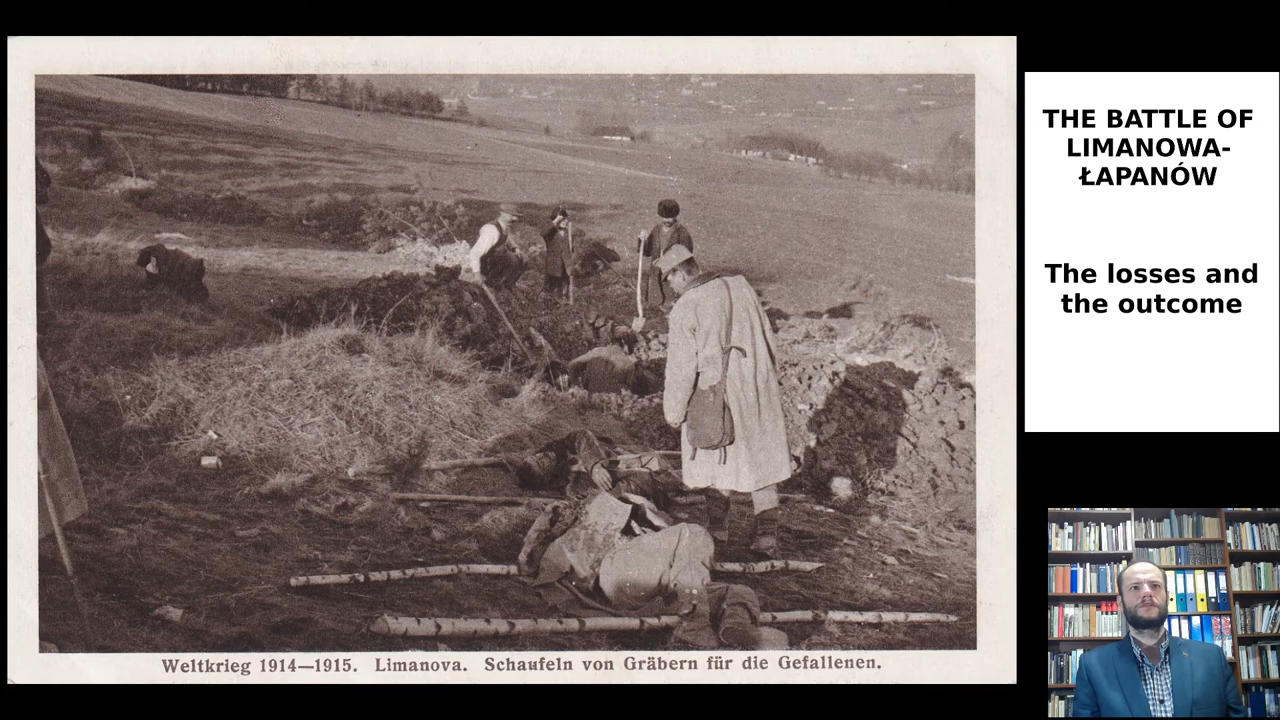 THE BATTLE OF
LIMANOWA-
ŁAPANÓW
The losses and
the outcome
Weltkrieg 1914—1915. Limanova. Schaufeln von Gräbern für die Gefallenen.